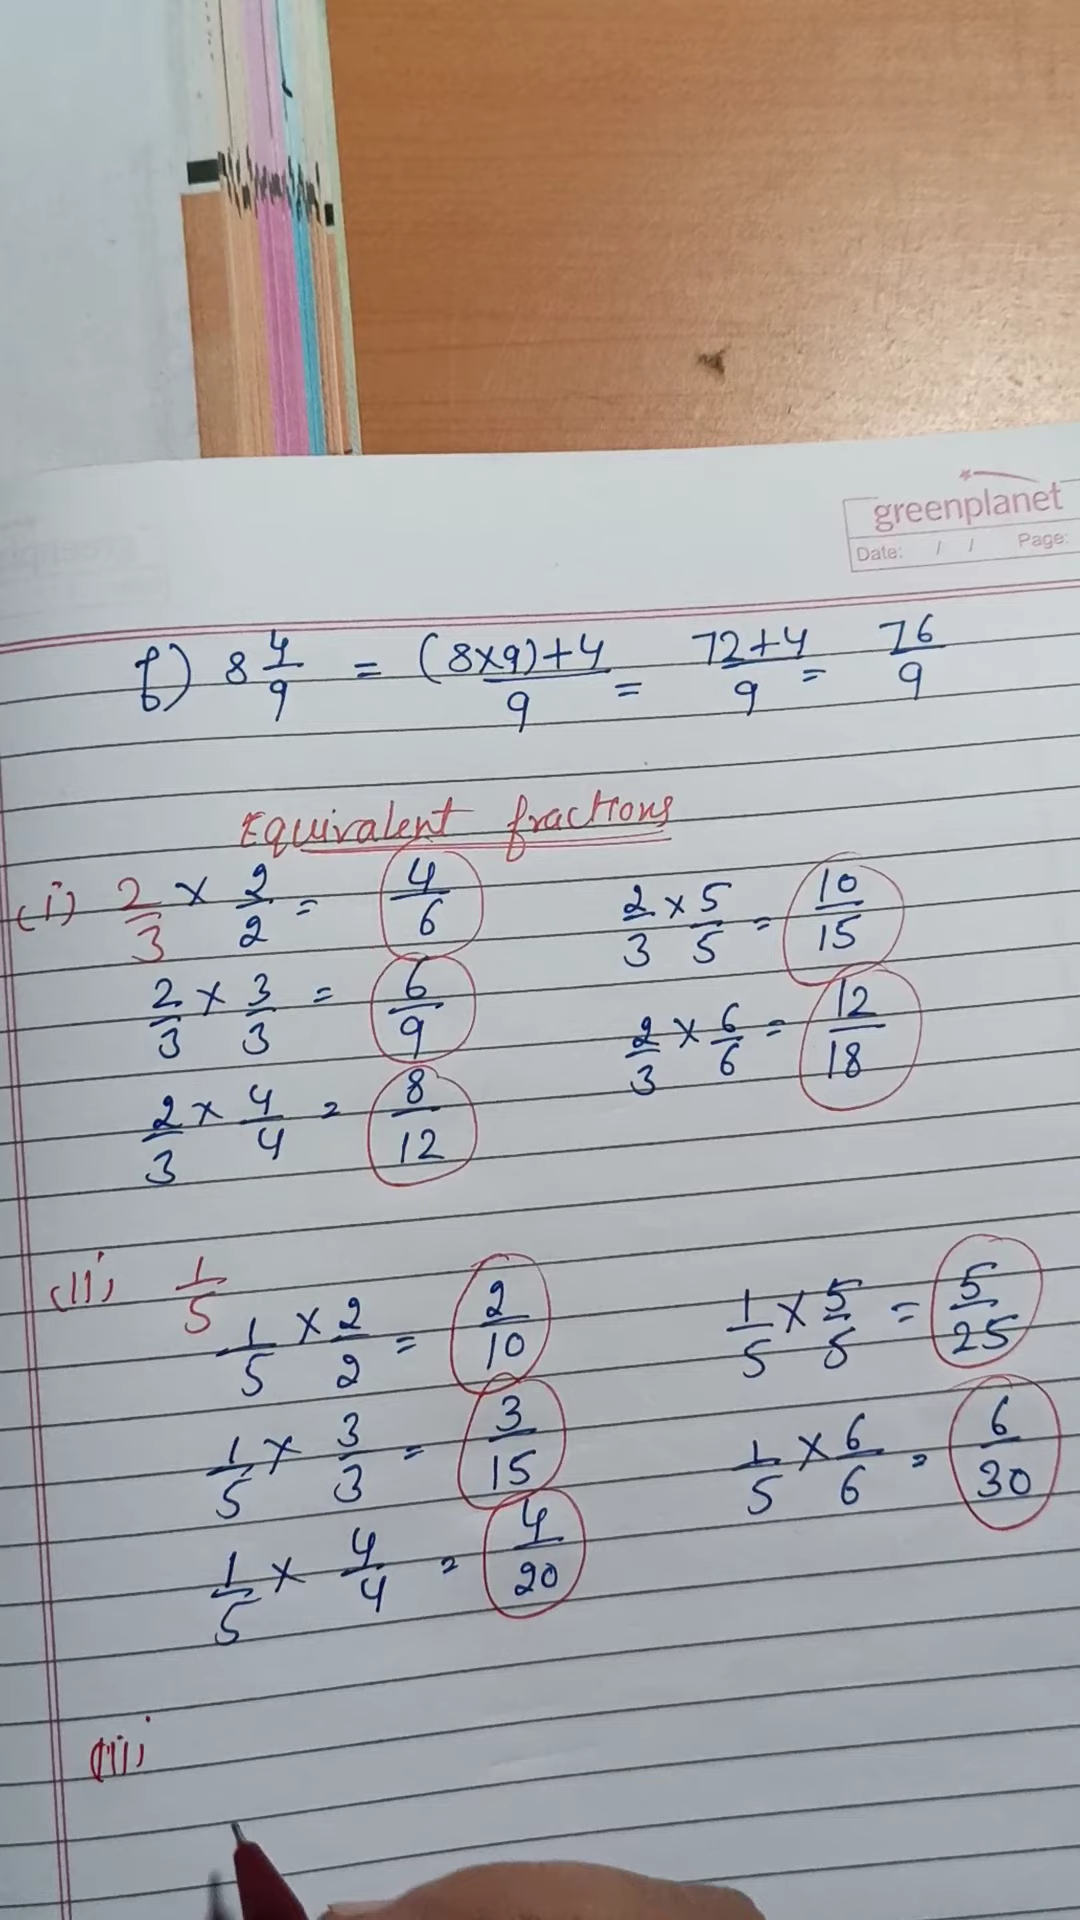 greenplanet
Date: / / Page:
f) 8 4/9 = (8×9)+4/9 = 72+4/9 = 76/9
Equivalent fractions
(i) 2/3 × 2/2 = 4/6
2/3 × 3/3 = 6/9
2/3 × 4/4 = 8/12
2/3 × 5/5 = 10/15
2/3 × 6/6 = 12/18
(ii) 1/5
1/5 × 2/2 = 2/10
1/5 × 3/3 = 3/15
1/5 × 4/4 = 4/20
1/5 × 5/5 = 5/25
1/5 × 6/6 = 6/30
(iii)